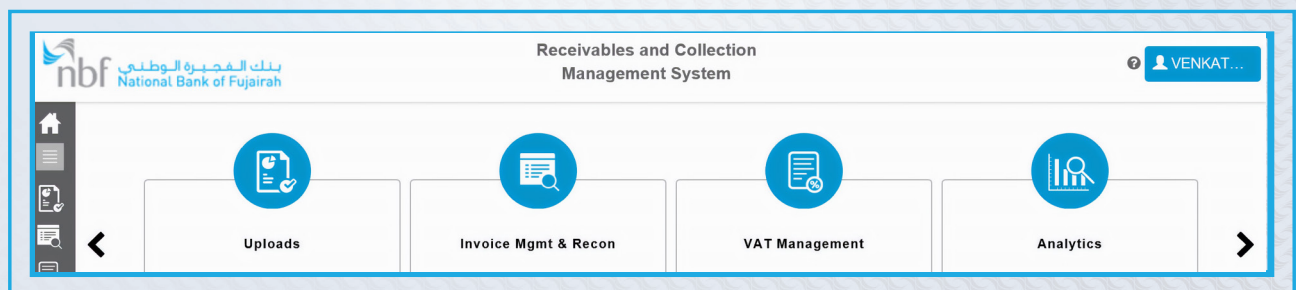 nbf
بنك الفجيرة الوطني
National Bank of Fujairah
Receivables and Collection
Management System
VENKAT...
Uploads
Invoice Mgmt & Recon
VAT Management
Analytics